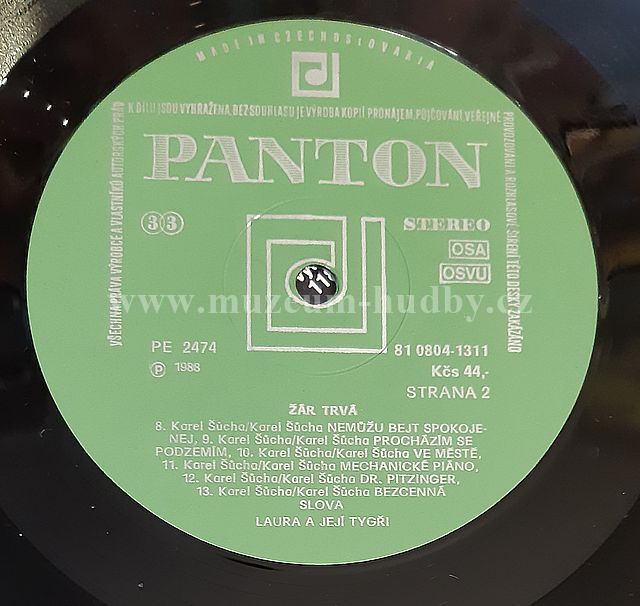 MADE IN CZECHOSLOVAKIA
VŠECHNA PRÁVA VÝROBCE A VLASTNÍKŮ AUTORSKÝCH PRÁV
K DÍLU JSOU VYHRAŽENA, BEZ SOUHLASU JE VÝROBA KOPIÍ PRONÁJEM, PŮJČOVÁNÍ, VEŘEJNÉ
PROVOZOVÁNÍ A ROZHLASOVÉ ŠÍŘENÍ TÉTO DESKY ZAKÁZÁNO
PANTON
33
STEREO
OSA
OSVU
www.muzeum-hudby.cz
PE 2474
81 0804-1311
Ⓟ 1988
Kčs 44,-
STRANA 2
ŽÁR TRVÁ
8. Karel Šůcha/Karel Šůcha NEMŮŽU BEJT SPOKOJE-
NEJ, 9. Karel Šůcha/Karel Šůcha PROCHÁZÍM SE
PODZEMÍM, 10. Karel Šůcha/Karel Šůcha VE MĚSTĚ,
11. Karel Šůcha/Karel Šůcha MECHANICKÉ PIÁNO,
12. Karel Šůcha/Karel Šůcha DR. PITZINGER,
13. Karel Šůcha/Karel Šůcha BEZCENNÁ
SLOVA
LAURA A JEJÍ TYGŘI